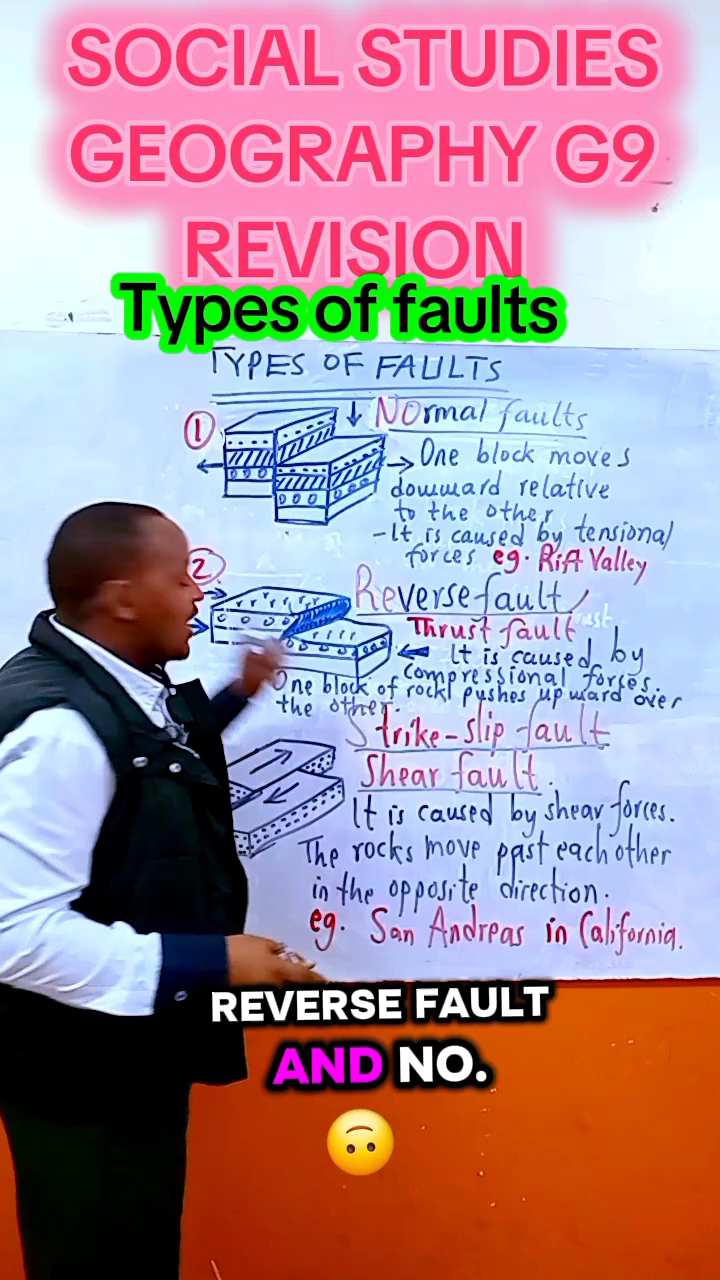 SOCIAL STUDIES
GEOGRAPHY G9
REVISION
Types of faults
TYPES OF FAULTS
1
Normal faults
One block moves
downward relative
to the other
-It is caused by tensional
forces eg. Rift Valley
2
Reverse fault
Thrust fault
It is caused by
compressional forces.
One block of rock pushes upward over
the other.
Strike-slip fault
Shear fault.
It is caused by shear forces.
The rocks move past each other
in the opposite direction.
eg. San Andreas in California.
REVERSE FAULT
AND NO.